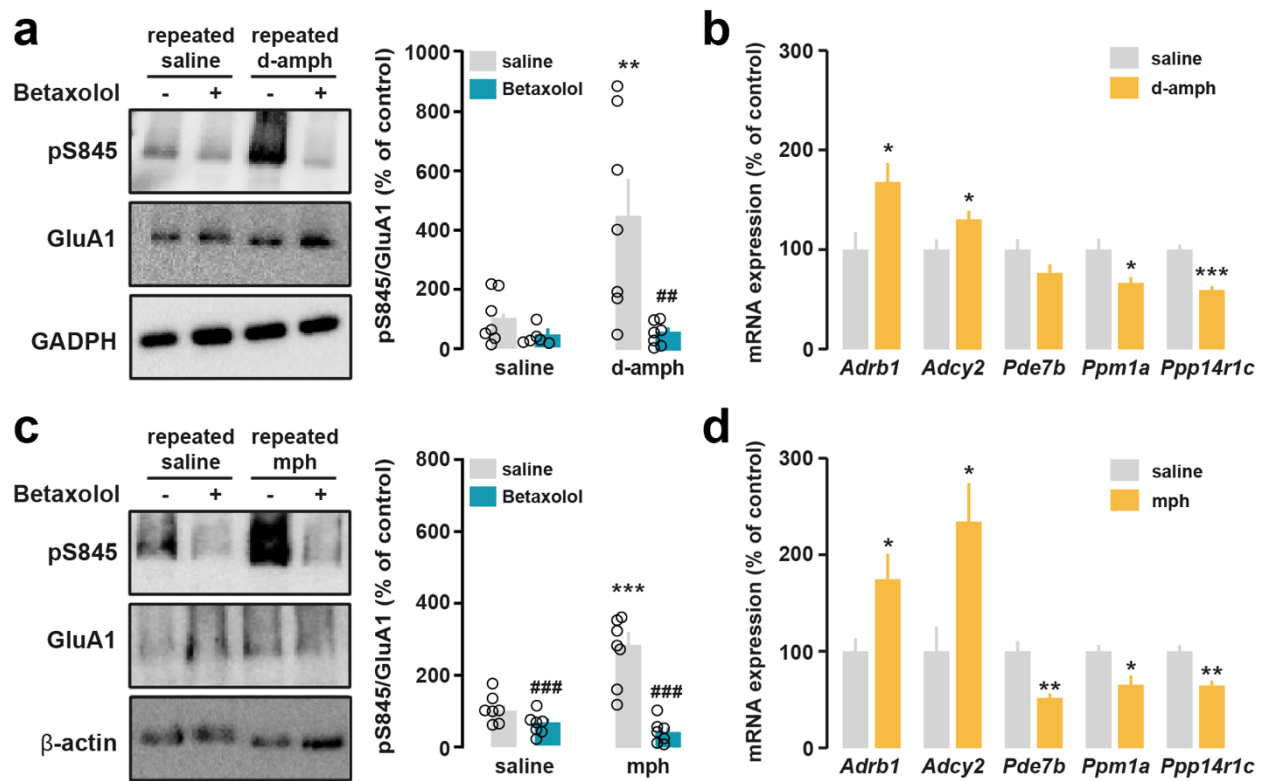 a
repeated saline
repeated d-amph
Betaxolol - + - +
pS845
GluA1
GADPH
pS845/GluA1 (% of control)
1000
800
600
400
200
0
saline
Betaxolol
**
##
saline d-amph
b
mRNA expression (% of control)
300
200
100
0
saline
d-amph
*
*
*
***
Adrb1 Adcy2 Pde7b Ppm1a Ppp14r1c
c
repeated saline
repeated mph
Betaxolol - + - +
pS845
GluA1
β-actin
pS845/GluA1 (% of control)
800
600
400
200
0
saline
Betaxolol
###
***
###
saline mph
d
mRNA expression (% of control)
300
200
100
0
saline
mph
*
*
**
*
**
Adrb1 Adcy2 Pde7b Ppm1a Ppp14r1c